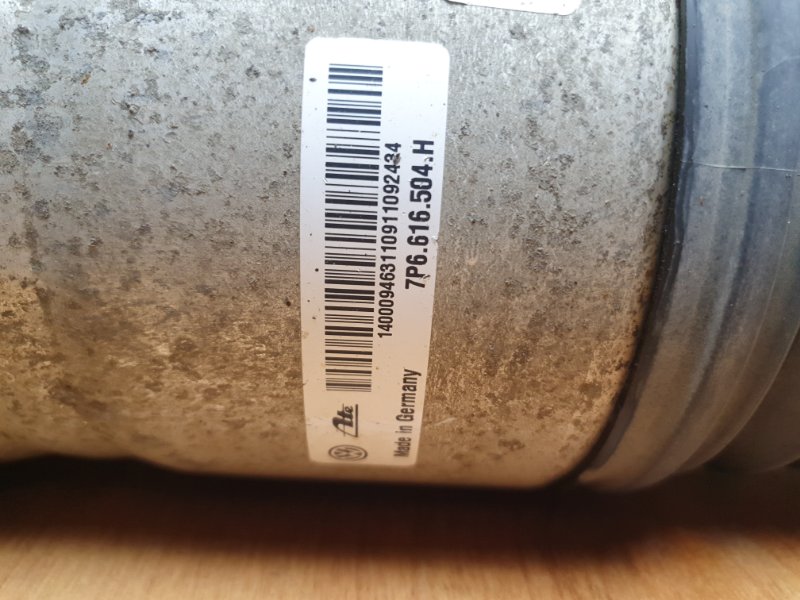 14000946311091109​2434
7P6.616.504.H
Ate
Made in Germany